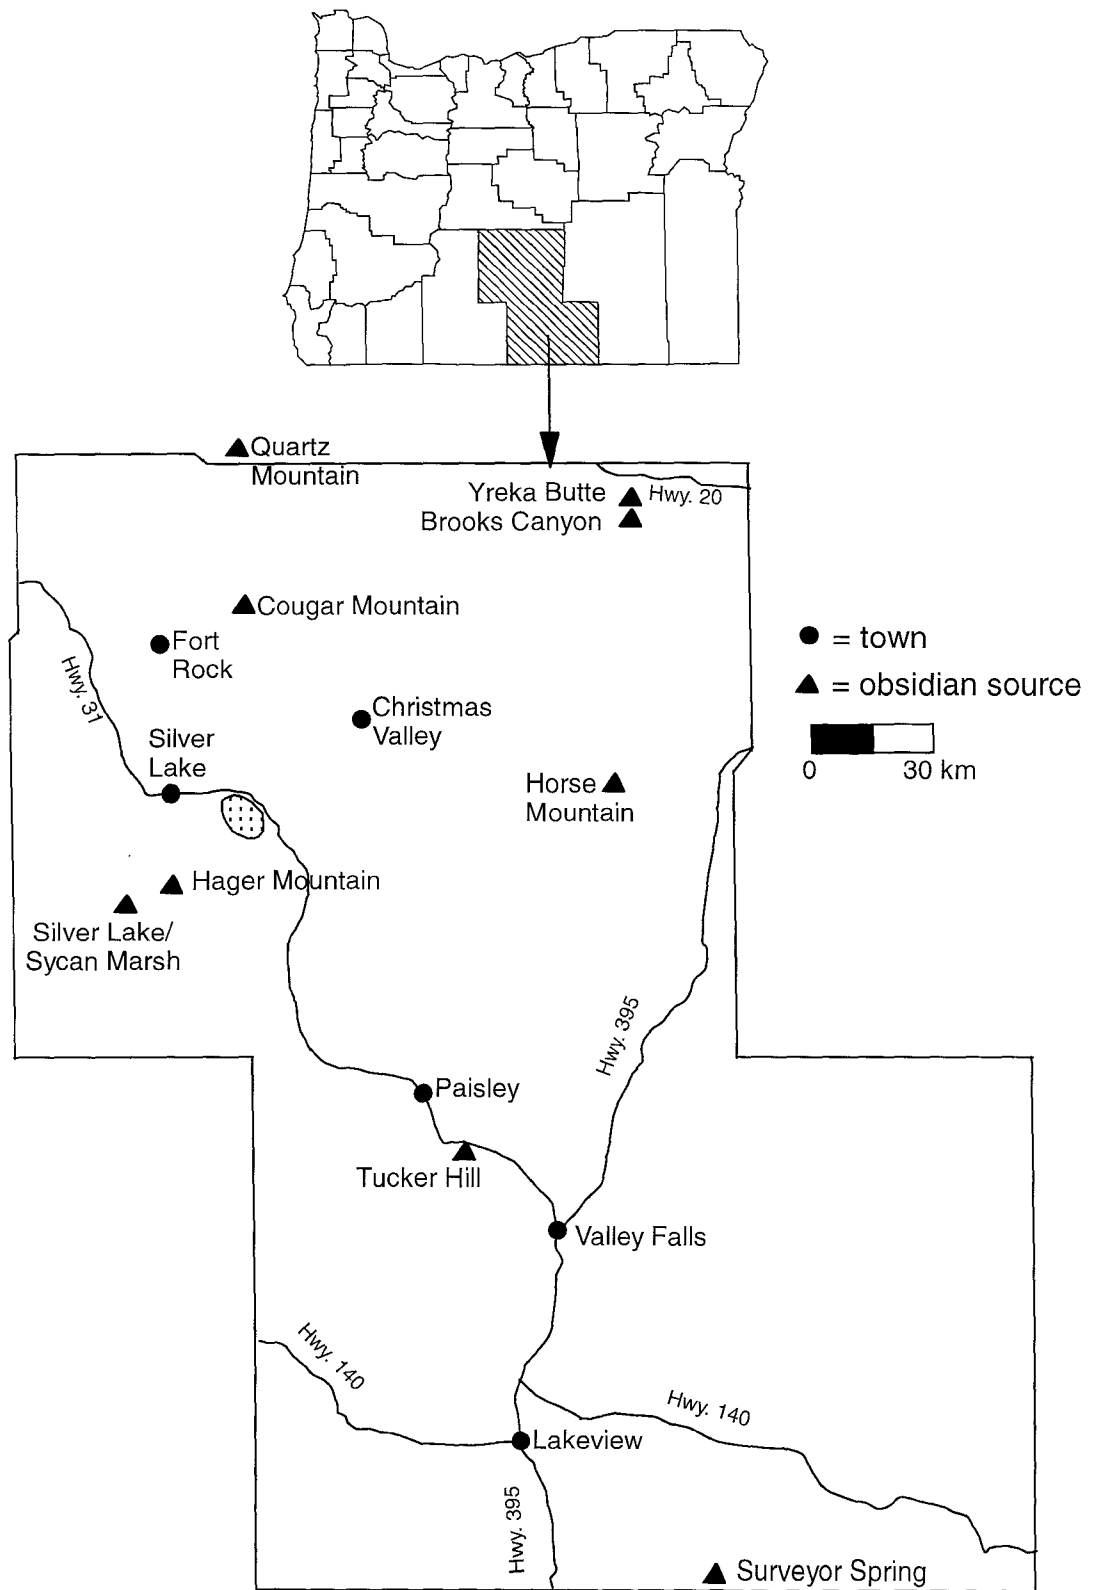 Quartz
Mountain
Yreka Butte
Hwy. 20
Brooks Canyon
Cougar Mountain
Fort
Rock
= town
= obsidian source
0
30 km
Hwy. 31
Christmas
Valley
Silver
Lake
Horse
Mountain
Hager Mountain
Silver Lake/
Sycan Marsh
Hwy. 395
Paisley
Tucker Hill
Valley Falls
Hwy. 140
Hwy. 140
Lakeview
Hwy. 395
Surveyor Spring